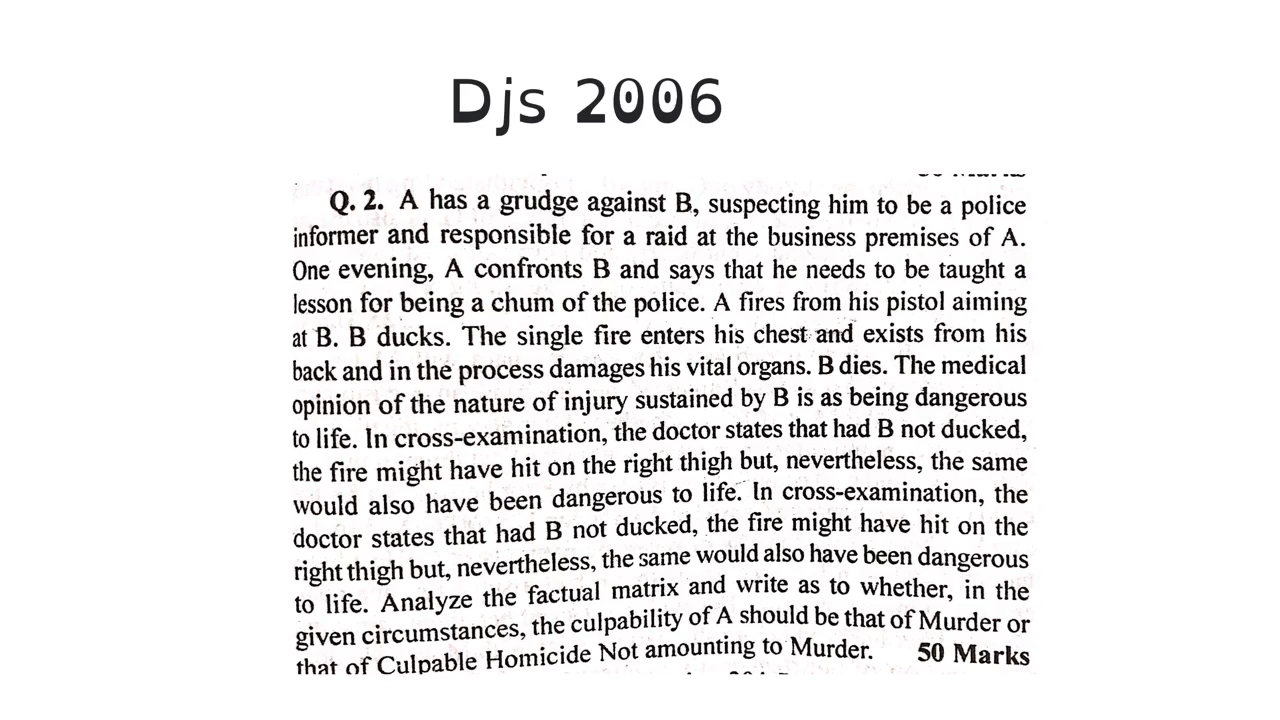 Djs 2006
Q. 2. A has a grudge against B, suspecting him to be a police
informer and responsible for a raid at the business premises of A.
One evening, A confronts B and says that he needs to be taught a
lesson for being a chum of the police. A fires from his pistol aiming
at B. B ducks. The single fire enters his chest and exists from his
back and in the process damages his vital organs. B dies. The medical
opinion of the nature of injury sustained by B is as being dangerous
to life. In cross-examination, the doctor states that had B not ducked,
the fire might have hit on the right thigh but, nevertheless, the same
would also have been dangerous to life. In cross-examination, the
doctor states that had B not ducked, the fire might have hit on the
right thigh but, nevertheless, the same would also have been dangerous
to life. Analyze the factual matrix and write as to whether, in the
given circumstances, the culpability of A should be that of Murder or
that of Culpable Homicide Not amounting to Murder. 50 Marks